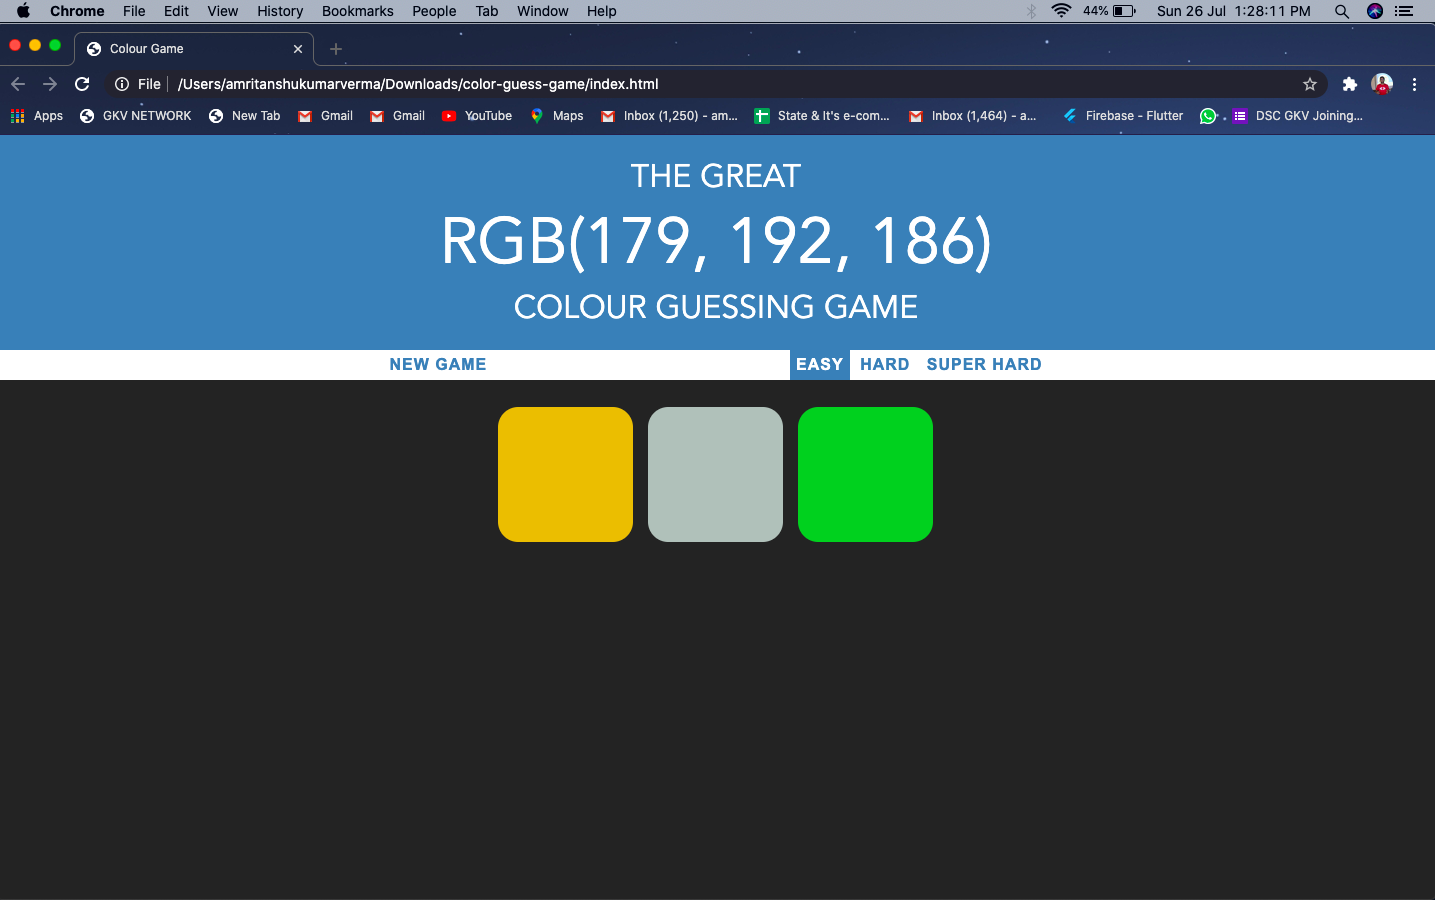 Chrome File Edit View History Bookmarks People Tab Window Help 44% Sun 26 Jul 1:28:11 PM
Colour Game
File /Users/amritanshukumarverma/Downloads/color-guess-game/index.html
Apps GKV NETWORK New Tab Gmail Gmail YouTube Maps Inbox (1,250) - am... State & It's e-com... Inbox (1,464) - a... Firebase - Flutter DSC GKV Joining...
THE GREAT
RGB(179, 192, 186)
COLOUR GUESSING GAME
NEW GAME EASY HARD SUPER HARD